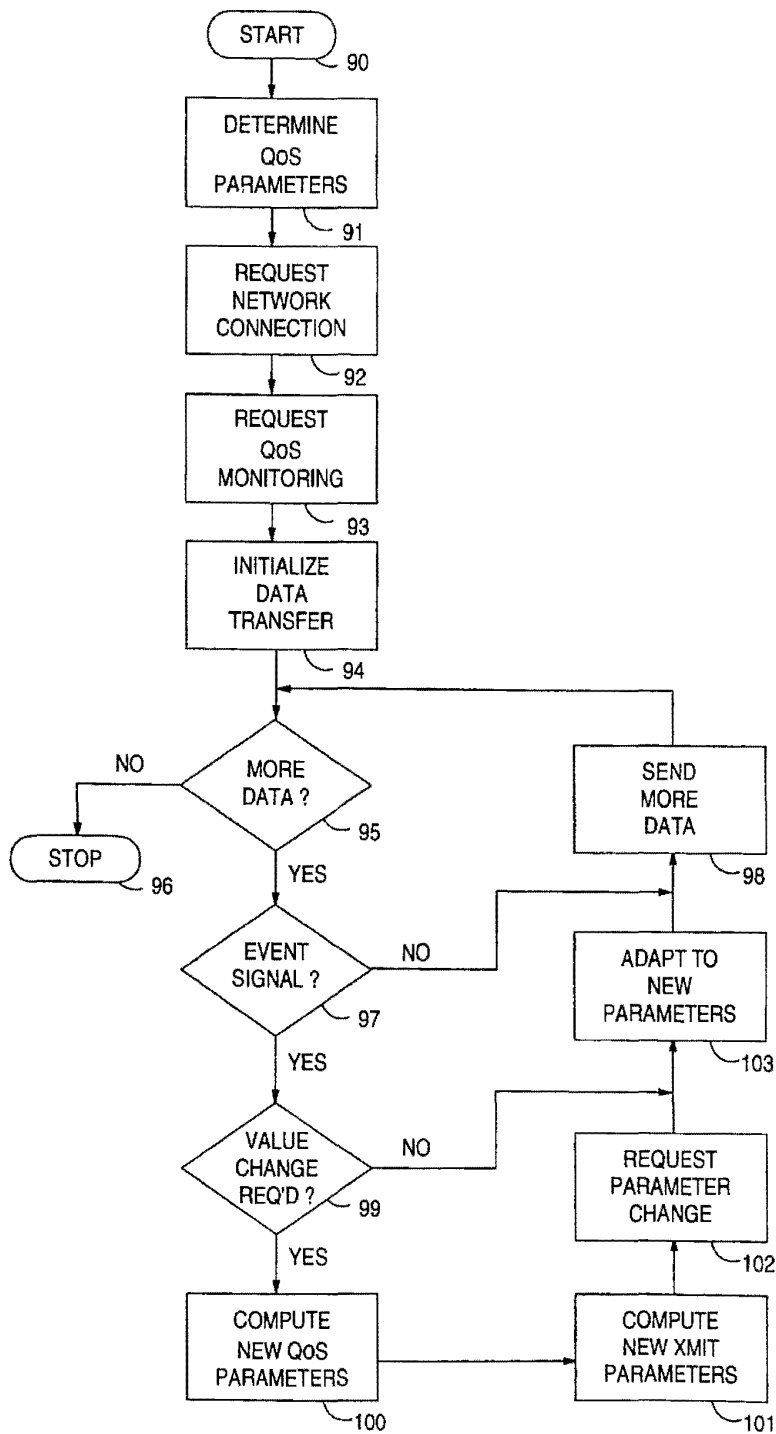 START
90
DETERMINE
QoS
PARAMETERS
91
REQUEST
NETWORK
CONNECTION
92
REQUEST
QoS
MONITORING
93
INITIALIZE
DATA
TRANSFER
94
NO
MORE
DATA ?
95
STOP
96
YES
SEND
MORE
DATA
98
EVENT
SIGNAL ?
97
NO
YES
ADAPT TO
NEW
PARAMETERS
103
VALUE
CHANGE
REQ'D ?
99
NO
YES
REQUEST
PARAMETER
CHANGE
102
COMPUTE
NEW QoS
PARAMETERS
100
COMPUTE
NEW XMIT
PARAMETERS
101